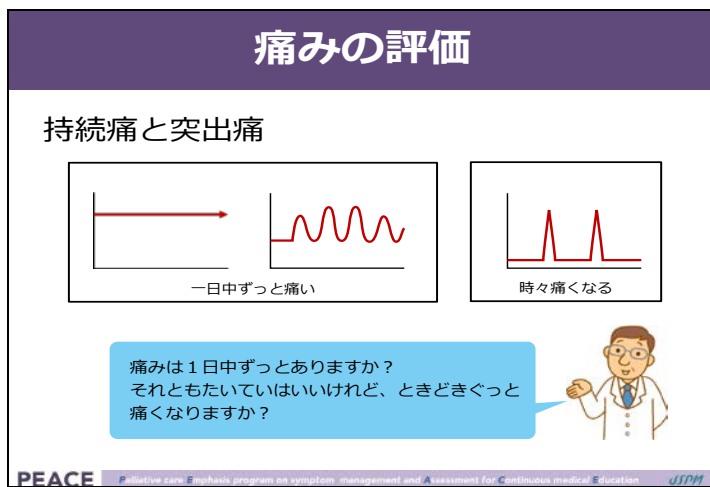 痛みの評価
持続痛と突出痛
一日中ずっと痛い
時々痛くなる
痛みは１日中ずっとありますか？
それともたいていはいいけれど、ときどきぐっと
痛くなりますか？
PEACE Palliative care Emphasis program on symptom management and Assessment for Continuous medical Education JSPM